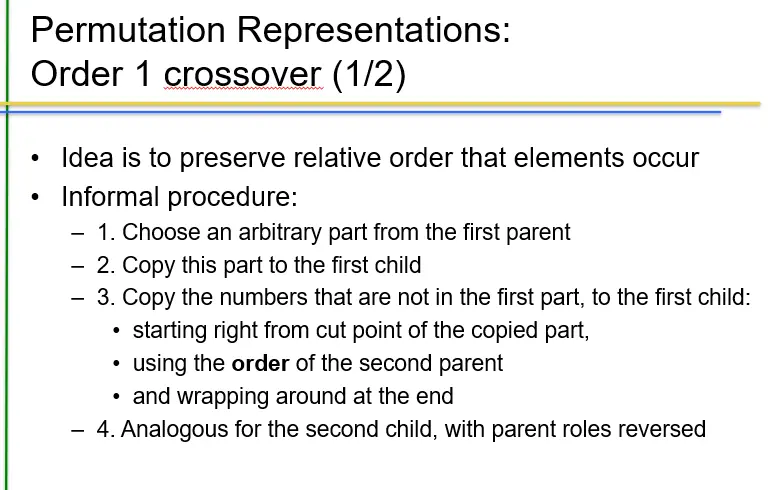 Permutation Representations:
Order 1 crossover (1/2)
• Idea is to preserve relative order that elements occur
• Informal procedure:
– 1. Choose an arbitrary part from the first parent
– 2. Copy this part to the first child
– 3. Copy the numbers that are not in the first part, to the first child:
• starting right from cut point of the copied part,
• using the order of the second parent
• and wrapping around at the end
– 4. Analogous for the second child, with parent roles reversed